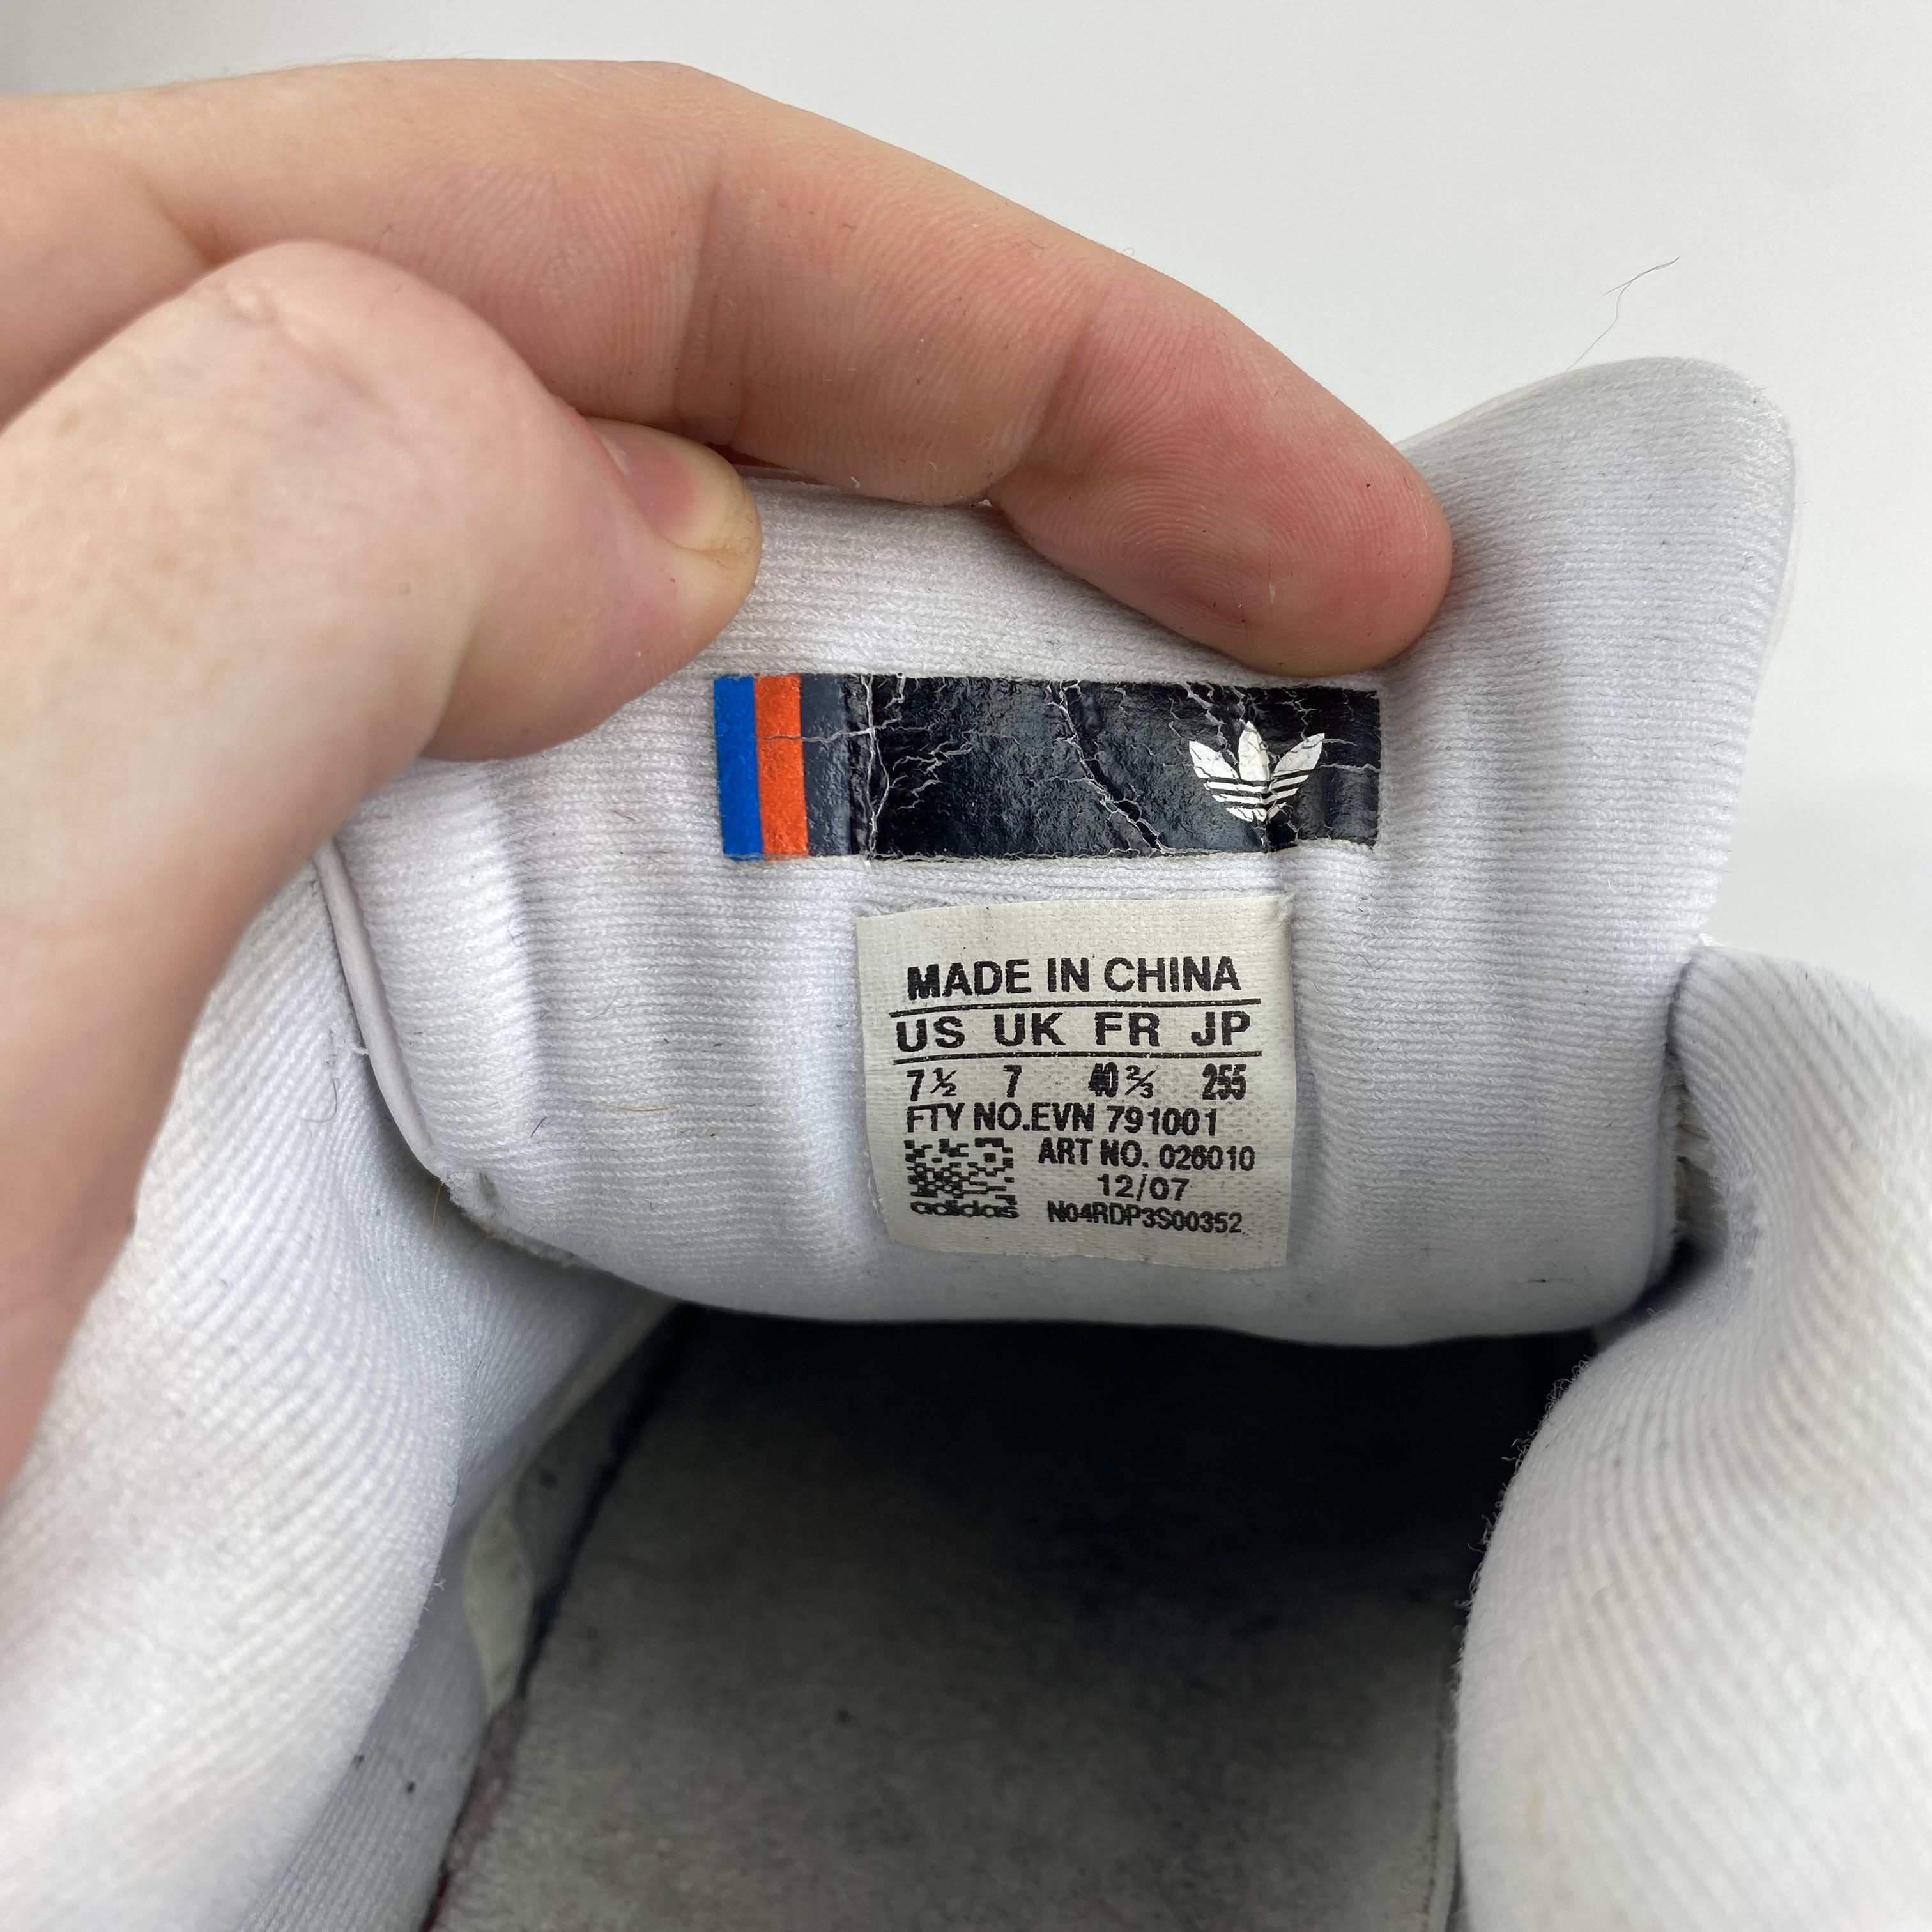 MADE IN CHINA
US UK FR JP
7½ 7 40⅔ 255
FTY NO.EVN 791001
ART NO. 026010
12/07
adidas N04RDP3S00352